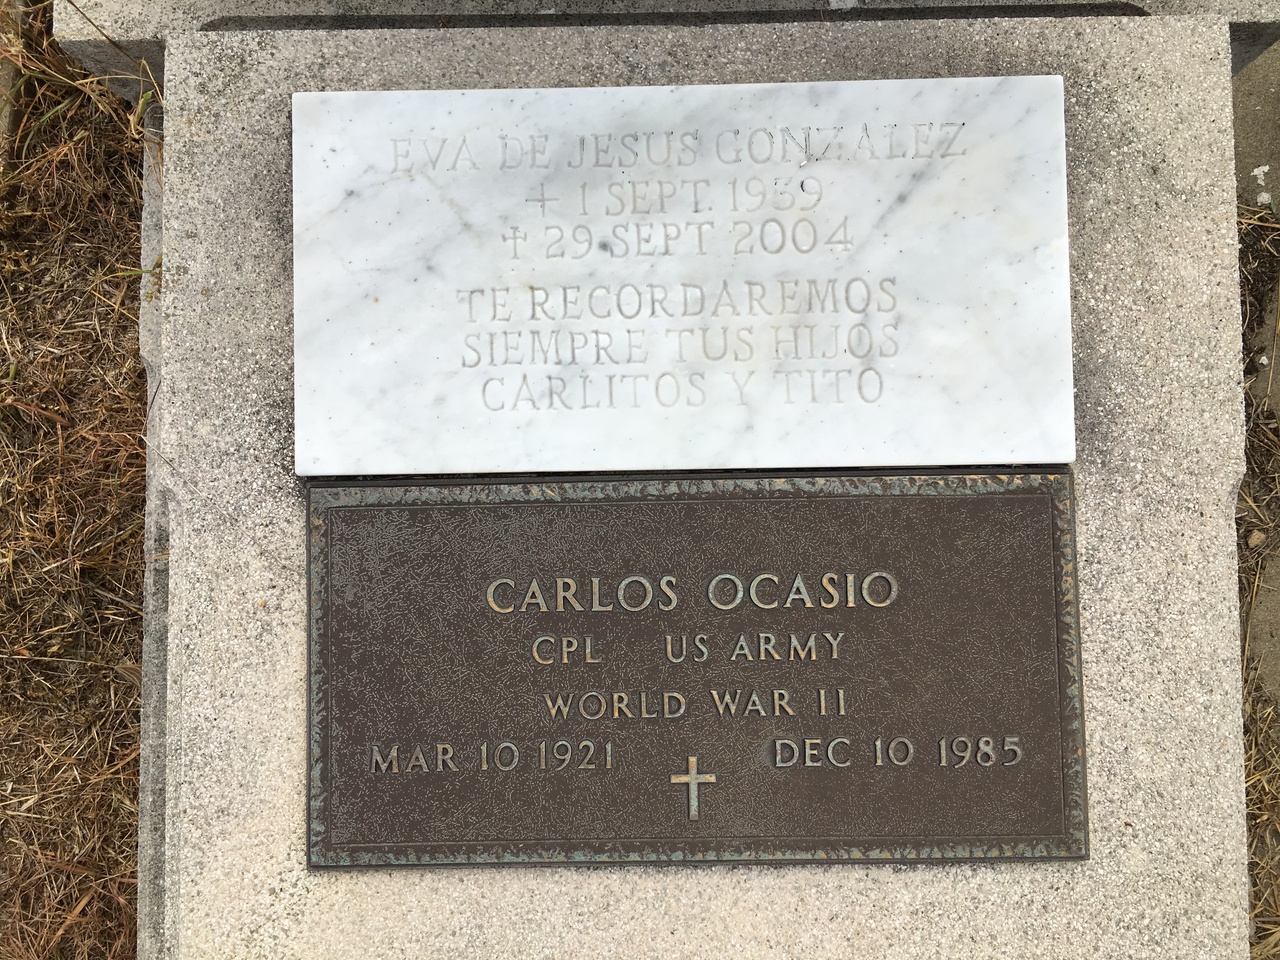 EVA DE JESUS GONZALEZ
+ 1 SEPT. 1939
✝ 29 SEPT 2004
TE RECORDAREMOS
SIEMPRE TUS HIJOS
CARLITOS Y TITO
CARLOS OCASIO
CPL US ARMY
WORLD WAR II
MAR 10 1921 DEC 10 1985